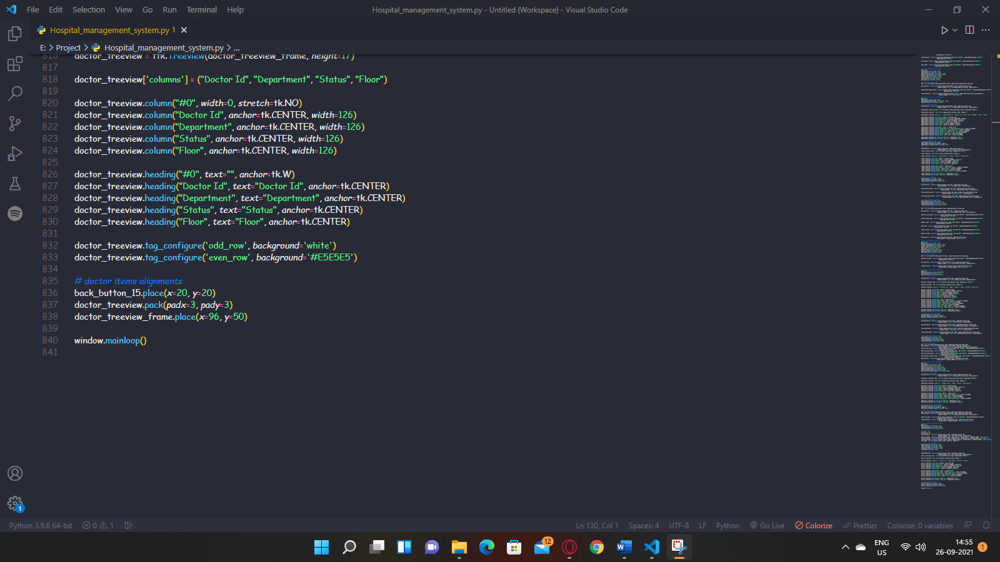 File Edit Selection View Go Run Terminal Help
Hospital_management_system.py - Untitled (Workspace) - Visual Studio Code
Hospital_management_system.py 1
E: > Project > Hospital_management_system.py > ...
816 doctor_treeview = ttk.Treeview(doctor_treeview_frame, height=17)
817
818 doctor_treeview['columns'] = ("Doctor Id", "Department", "Status", "Floor")
819
820 doctor_treeview.column("#0", width=0, stretch=tk.NO)
821 doctor_treeview.column("Doctor Id", anchor=tk.CENTER, width=126)
822 doctor_treeview.column("Department", anchor=tk.CENTER, width=126)
823 doctor_treeview.column("Status", anchor=tk.CENTER, width=126)
824 doctor_treeview.column("Floor", anchor=tk.CENTER, width=126)
825
826 doctor_treeview.heading("#0", text="", anchor=tk.W)
827 doctor_treeview.heading("Doctor Id", text="Doctor Id", anchor=tk.CENTER)
828 doctor_treeview.heading("Department", text="Department", anchor=tk.CENTER)
829 doctor_treeview.heading("Status", text="Status", anchor=tk.CENTER)
830 doctor_treeview.heading("Floor", text="Floor", anchor=tk.CENTER)
831
832 doctor_treeview.tag_configure('odd_row', background='white')
833 doctor_treeview.tag_configure('even_row', background='#E5E5E5')
834
835 # doctor items alignments
836 back_button_15.place(x=20, y=20)
837 doctor_treeview.pack(padx=3, pady=3)
838 doctor_treeview_frame.place(x=96, y=50)
839
840 window.mainloop()
841
1
Python 3.9.6 64-bit 0 1 Ln 130, Col 1 Spaces: 4 UTF-8 LF Python Go Live Colorize Prettier Colorize: 0 variables
12
ENG
US
14:55
26-09-2021
1